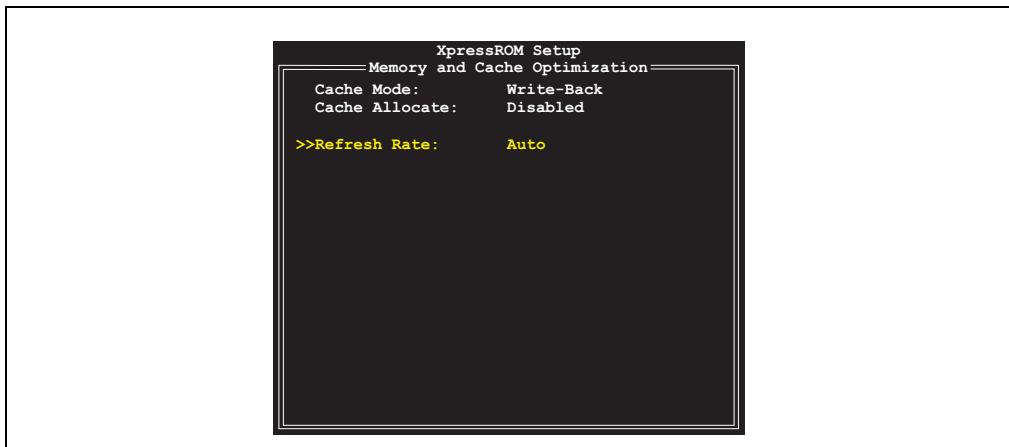 XpressROM Setup
Memory and Cache Optimization
Cache Mode: Write-Back
Cache Allocate: Disabled
>>Refresh Rate: Auto